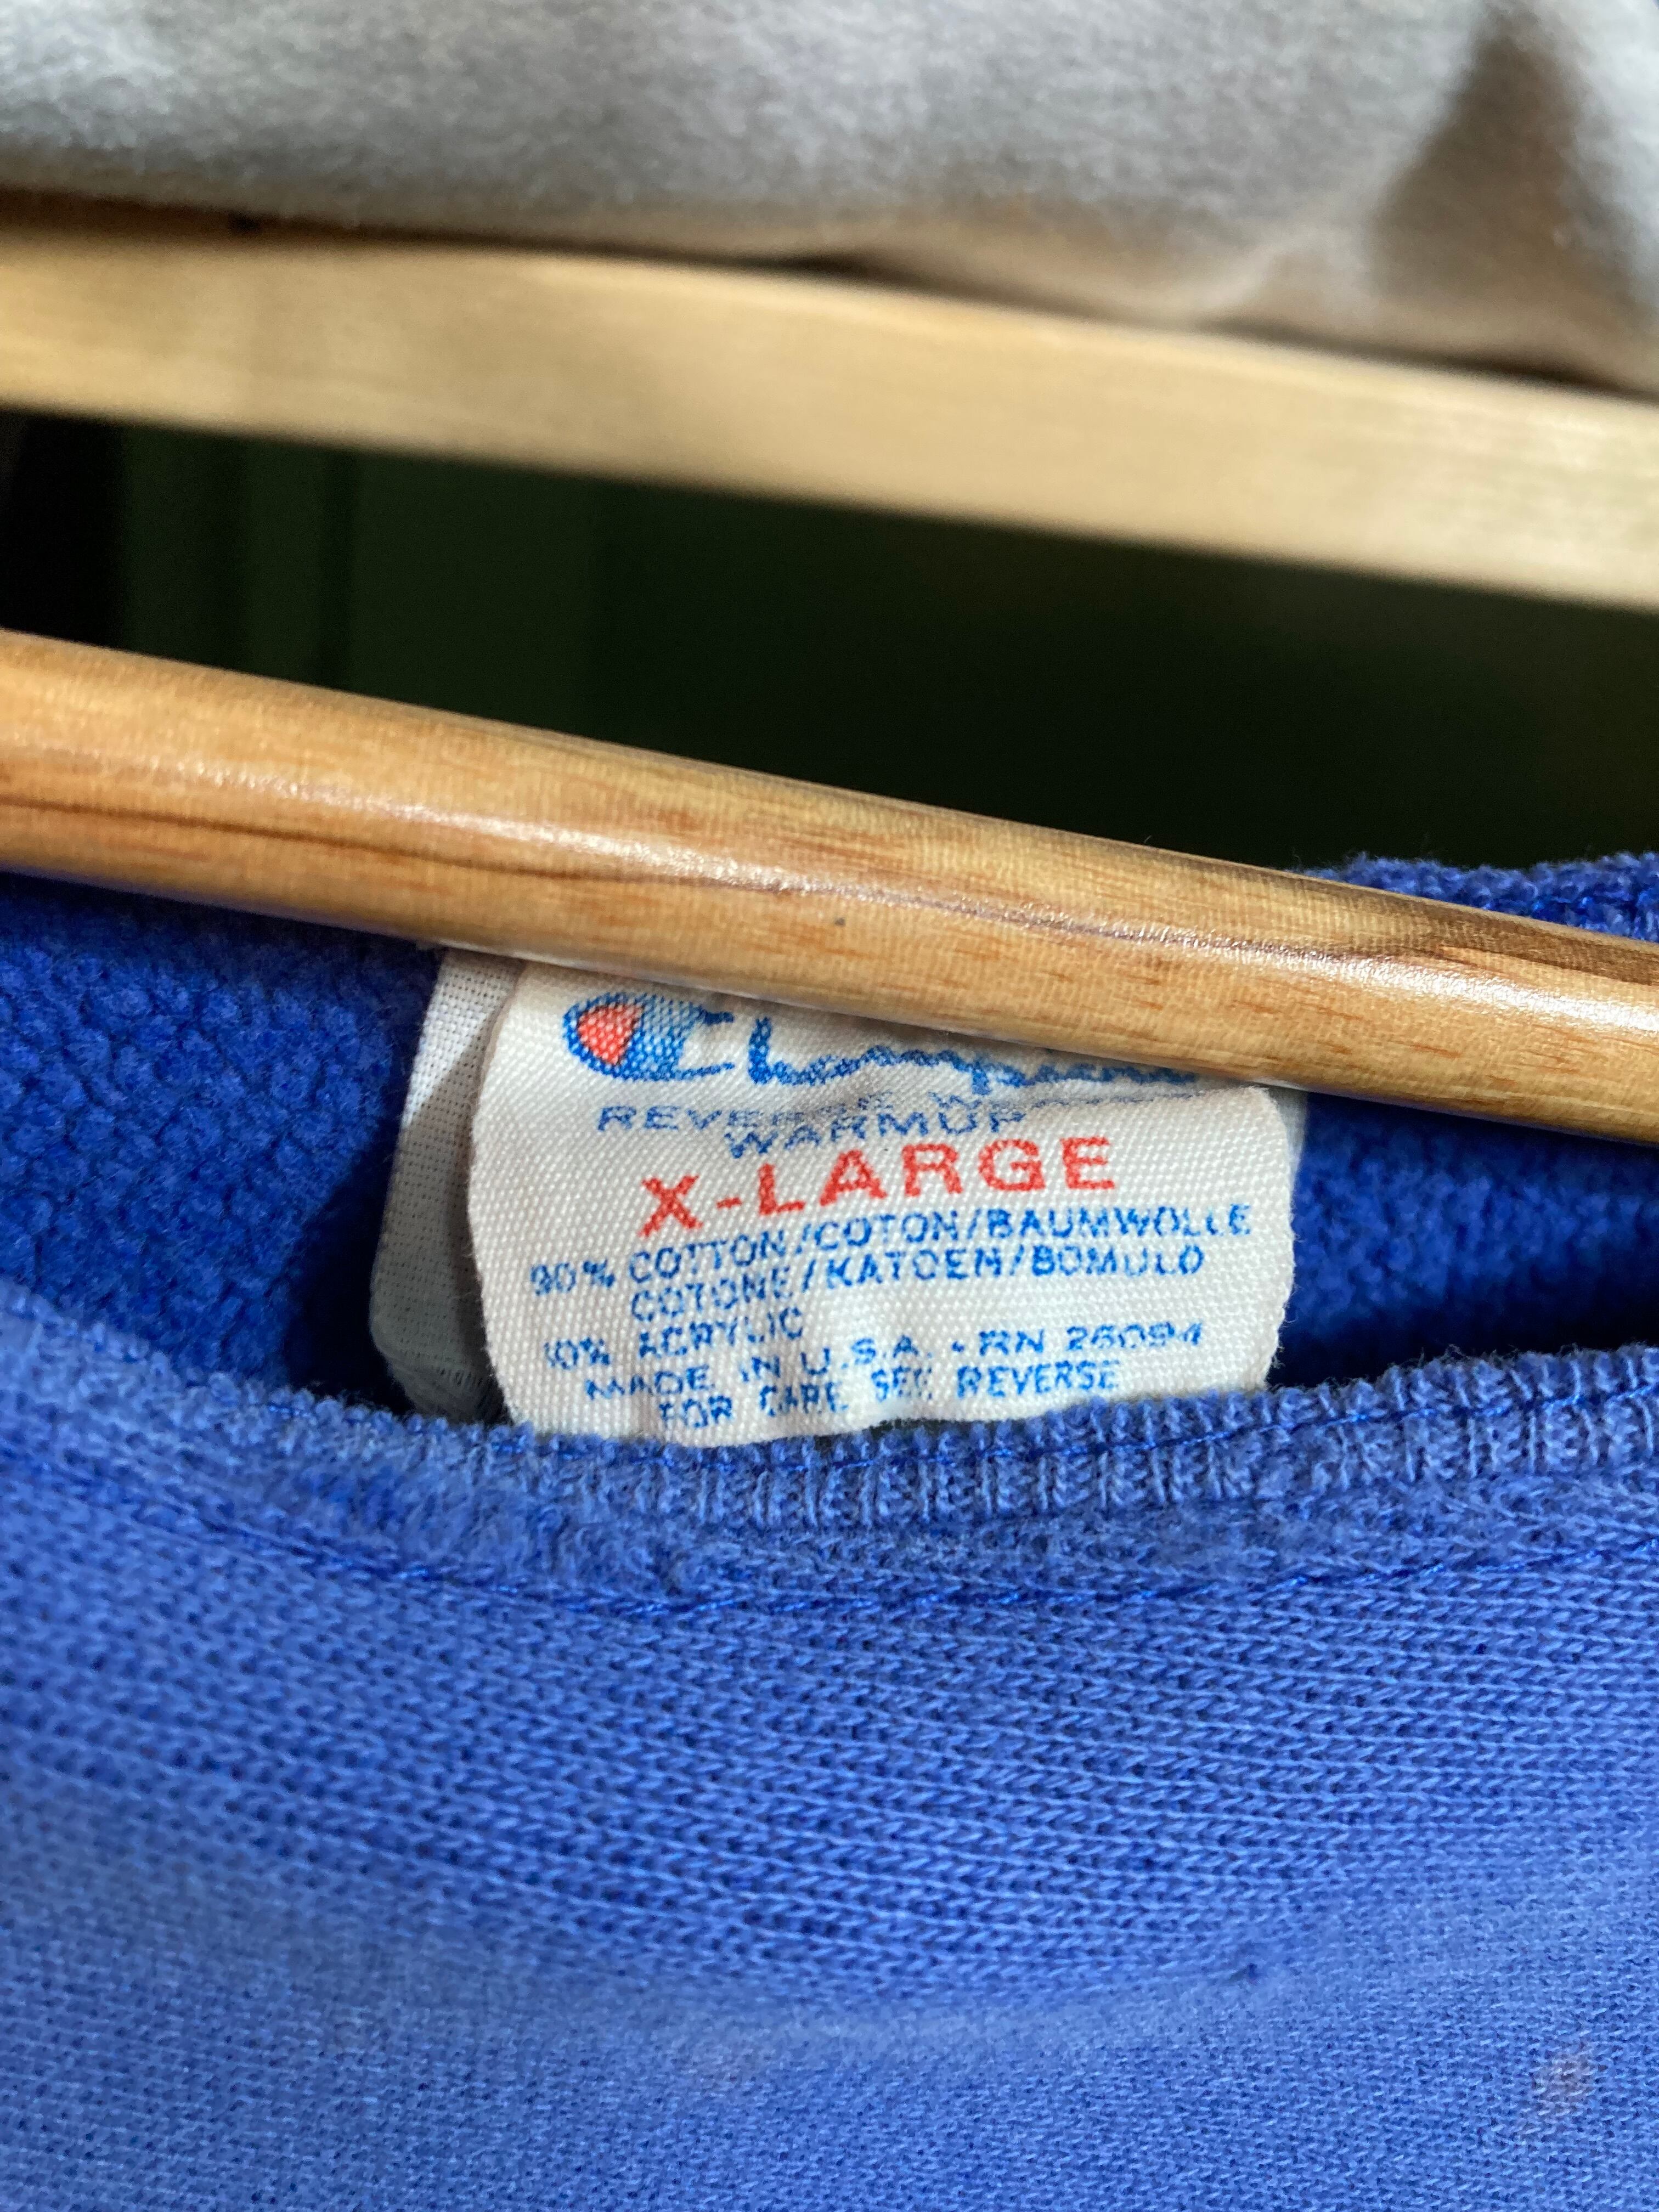 Champion
REVERSE W
WARMUP
X-LARGE
90% COTTON/COTON/BAUMWOLLE
COTONE/KATOEN/BOMULD
10% ACRYLIC
MADE IN U.S.A. - RN 26094
FOR CARE SEE REVERSE